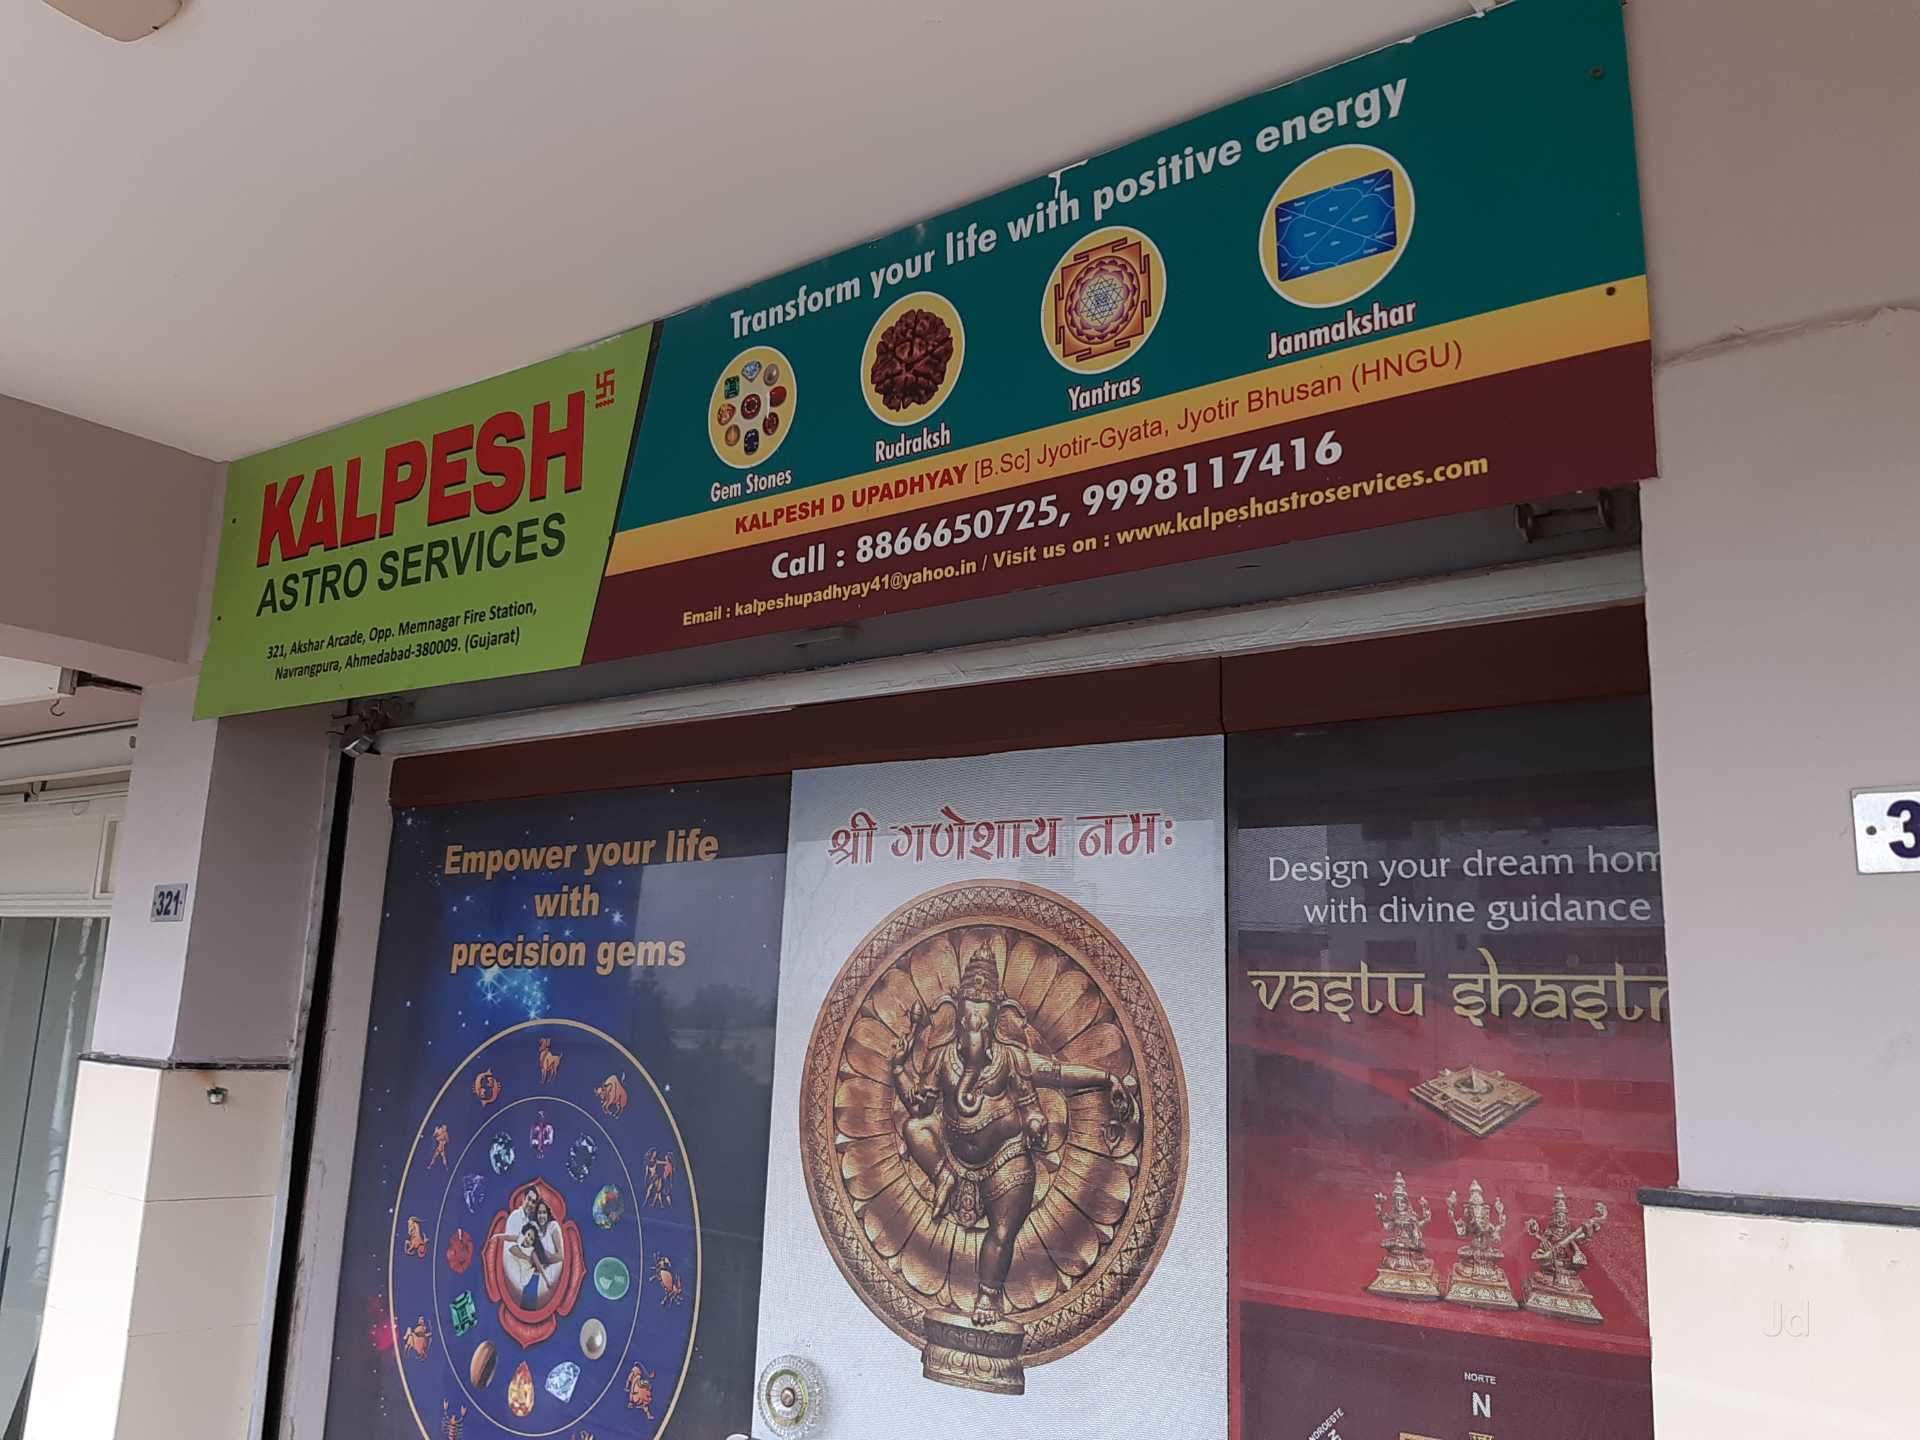 KALPESH
ASTRO SERVICES
321, Akshar Arcade, Opp. Memnagar Fire Station,
Navrangpura, Ahmedabad-380009. (Gujarat)
Transform your life with positive energy
Gem Stones
Rudraksh
Yantras
Janmakshar
KALPESH D UPADHYAY [B.Sc] Jyotir-Gyata, Jyotir Bhusan (HNGU)
Call : 8866650725, 9998117416
Email : kalpeshupadhyay41@yahoo.in / Visit us on : www.kalpeshastroservices.com
321
Empower your life
with
precision gems
श्री गणेशाय नमः
Design your dream hom
with divine guidance
vastu shastr
3
NORTE
N
NOROESTE
Jd